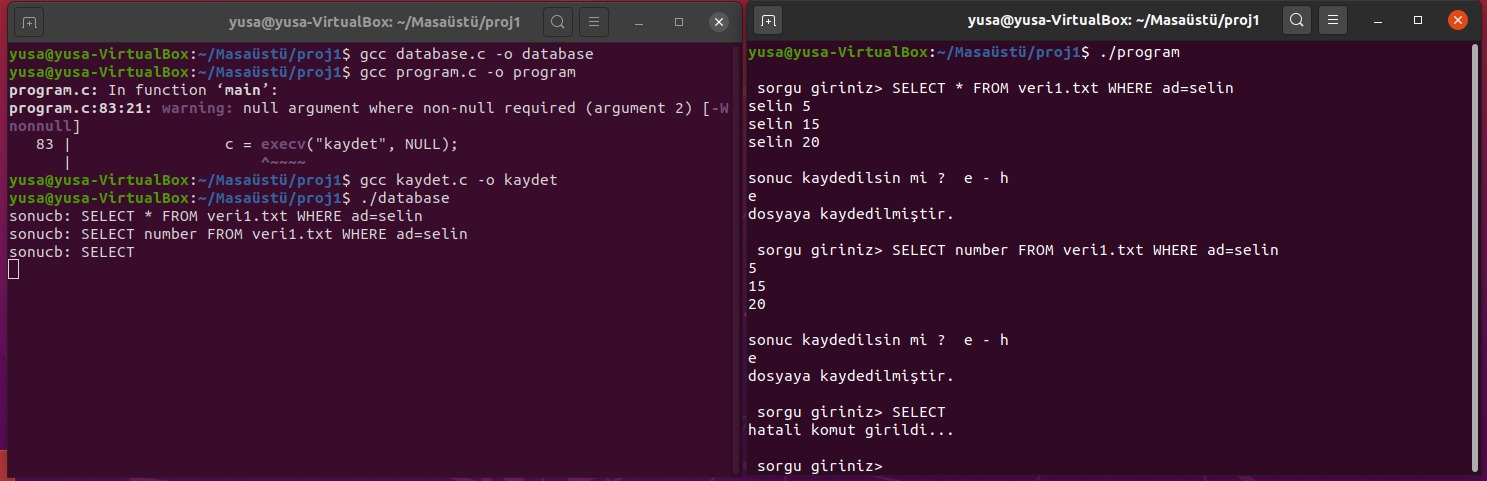 yusa@yusa-VirtualBox: ~/Masaüstü/proj1
yusa@yusa-VirtualBox:~/Masaüstü/proj1$ gcc database.c -o database
yusa@yusa-VirtualBox:~/Masaüstü/proj1$ gcc program.c -o program
program.c: In function ‘main’:
program.c:83:21: warning: null argument where non-null required (argument 2) [-W
nonnull]
   83 |                 c = execv("kaydet", NULL);
      |                     ^~~~~
yusa@yusa-VirtualBox:~/Masaüstü/proj1$ gcc kaydet.c -o kaydet
yusa@yusa-VirtualBox:~/Masaüstü/proj1$ ./database
sonucb: SELECT * FROM veri1.txt WHERE ad=selin
sonucb: SELECT number FROM veri1.txt WHERE ad=selin
sonucb: SELECT
yusa@yusa-VirtualBox: ~/Masaüstü/proj1
yusa@yusa-VirtualBox:~/Masaüstü/proj1$ ./program
 sorgu giriniz> SELECT * FROM veri1.txt WHERE ad=selin
selin 5
selin 15
selin 20
sonuc kaydedilsin mi ?  e - h
e
dosyaya kaydedilmiştir.
 sorgu giriniz> SELECT number FROM veri1.txt WHERE ad=selin
5
15
20
sonuc kaydedilsin mi ?  e - h
e
dosyaya kaydedilmiştir.
 sorgu giriniz> SELECT
hatali komut girildi...
 sorgu giriniz>